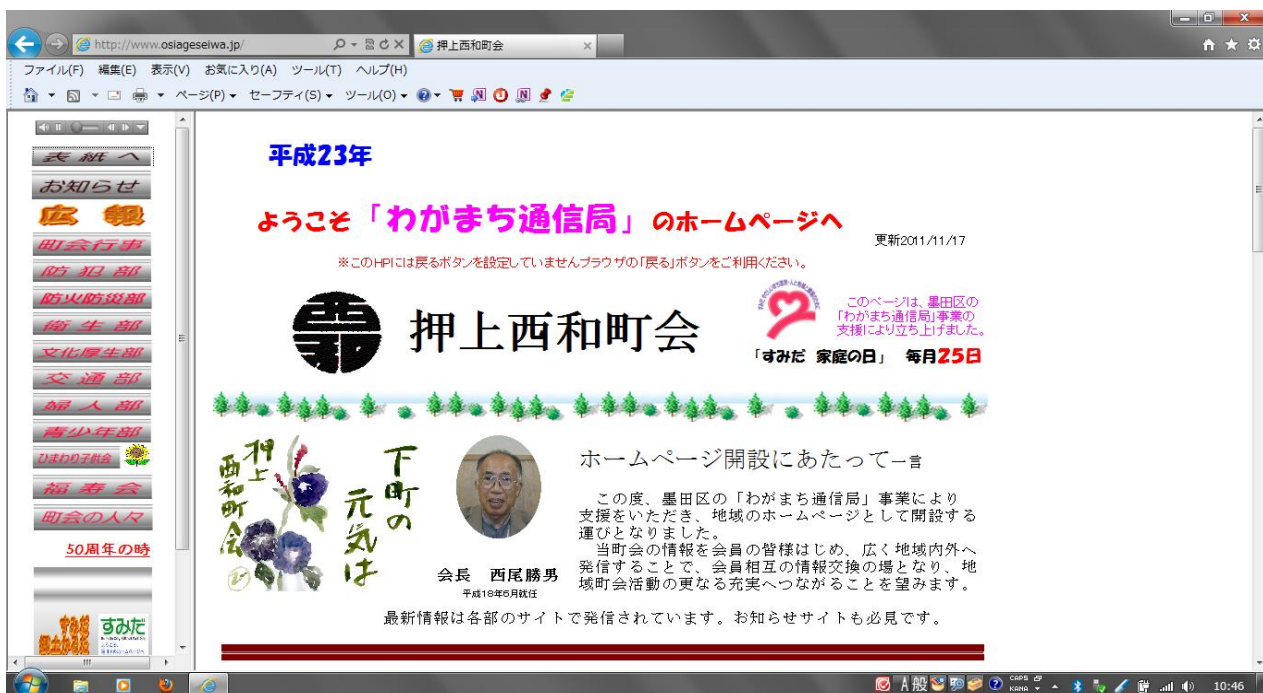 http://www.osiageseiwa.jp/
押上西和町会
ファイル(F) 編集(E) 表示(V) お気に入り(A) ツール(T) ヘルプ(H)
ページ(P) セーフティ(S) ツール(O)
表紙へ
お知らせ
広報
町会行事
防犯部
防火防災部
衛生部
文化厚生部
交通部
婦人部
青少年部
ひまわり子供会
福寿会
町会の人々
50周年の時
すみだ
平成23年
ようこそ「わがまち通信局」のホームページへ
更新2011/11/17
※このHPには戻るボタンを設定していませんブラウザの「戻る」ボタンをご利用ください。
西和
押上西和町会
このページは、墨田区の
「わがまち通信局」事業の
支援により立ち上げました。
「すみだ 家庭の日」 毎月25日
押上
西和町会
下町の
元気は
会長 西尾勝男
平成18年6月就任
ホームページ開設にあたって一言
この度、墨田区の「わがまち通信局」事業により
支援をいただき、地域のホームページとして開設する
運びとなりました。
当町会の情報を会員の皆様はじめ、広く地域内外へ
発信することで、会員相互の情報交換の場となり、地
域町会活動の更なる充実へつながることを望みます。
最新情報は各部のサイトで発信されています。お知らせサイトも必見です。
A 般
CAPS
KANA
10:46